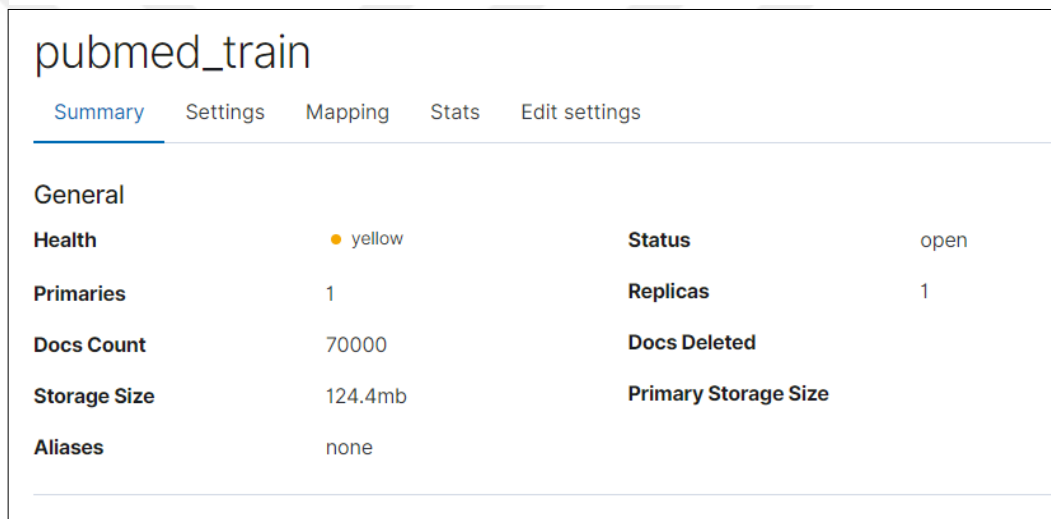 pubmed_train
Summary Settings Mapping Stats Edit settings
General
Health yellow Status open
Primaries 1 Replicas 1
Docs Count 70000 Docs Deleted
Storage Size 124.4mb Primary Storage Size
Aliases none